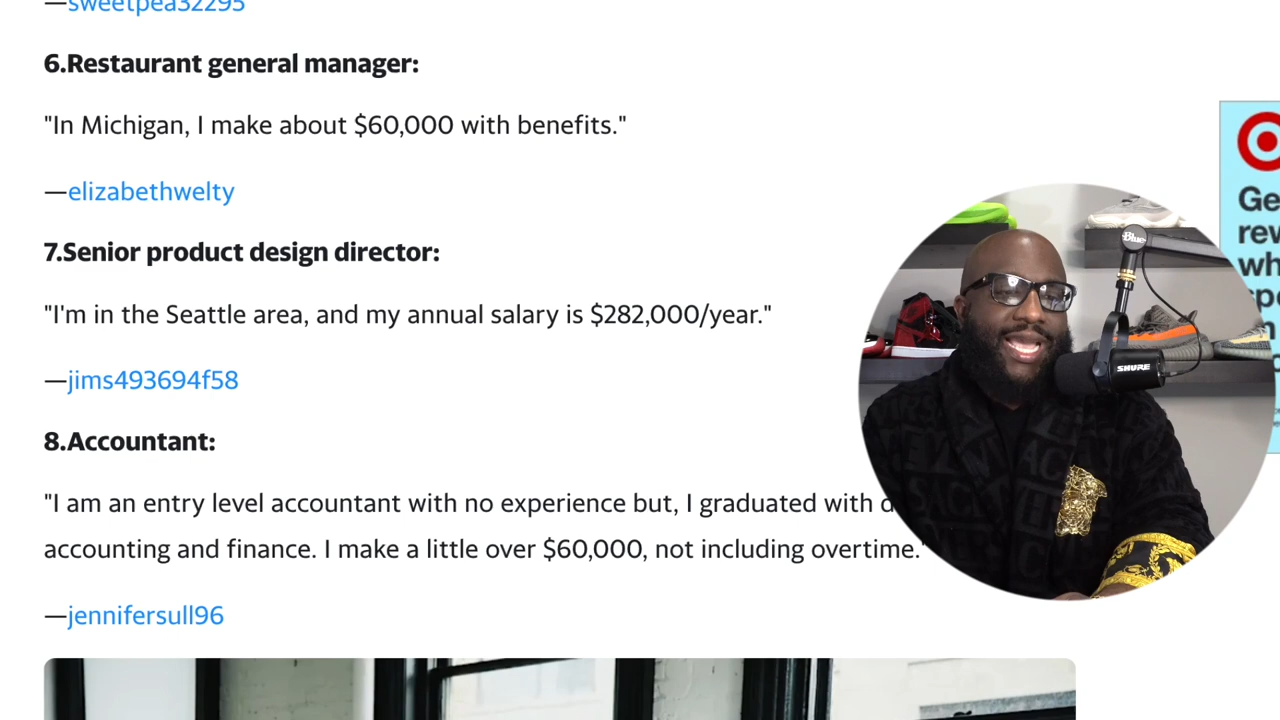 —sweetpea32295
6.Restaurant general manager:
"In Michigan, I make about $60,000 with benefits."
—elizabethwelty
7.Senior product design director:
"I'm in the Seattle area, and my annual salary is $282,000/year."
—jims493694f58
8.Accountant:
"I am an entry level accountant with no experience but, I graduated with
accounting and finance. I make a little over $60,000, not including overtime."
—jennifersull96
Blue
SHURE